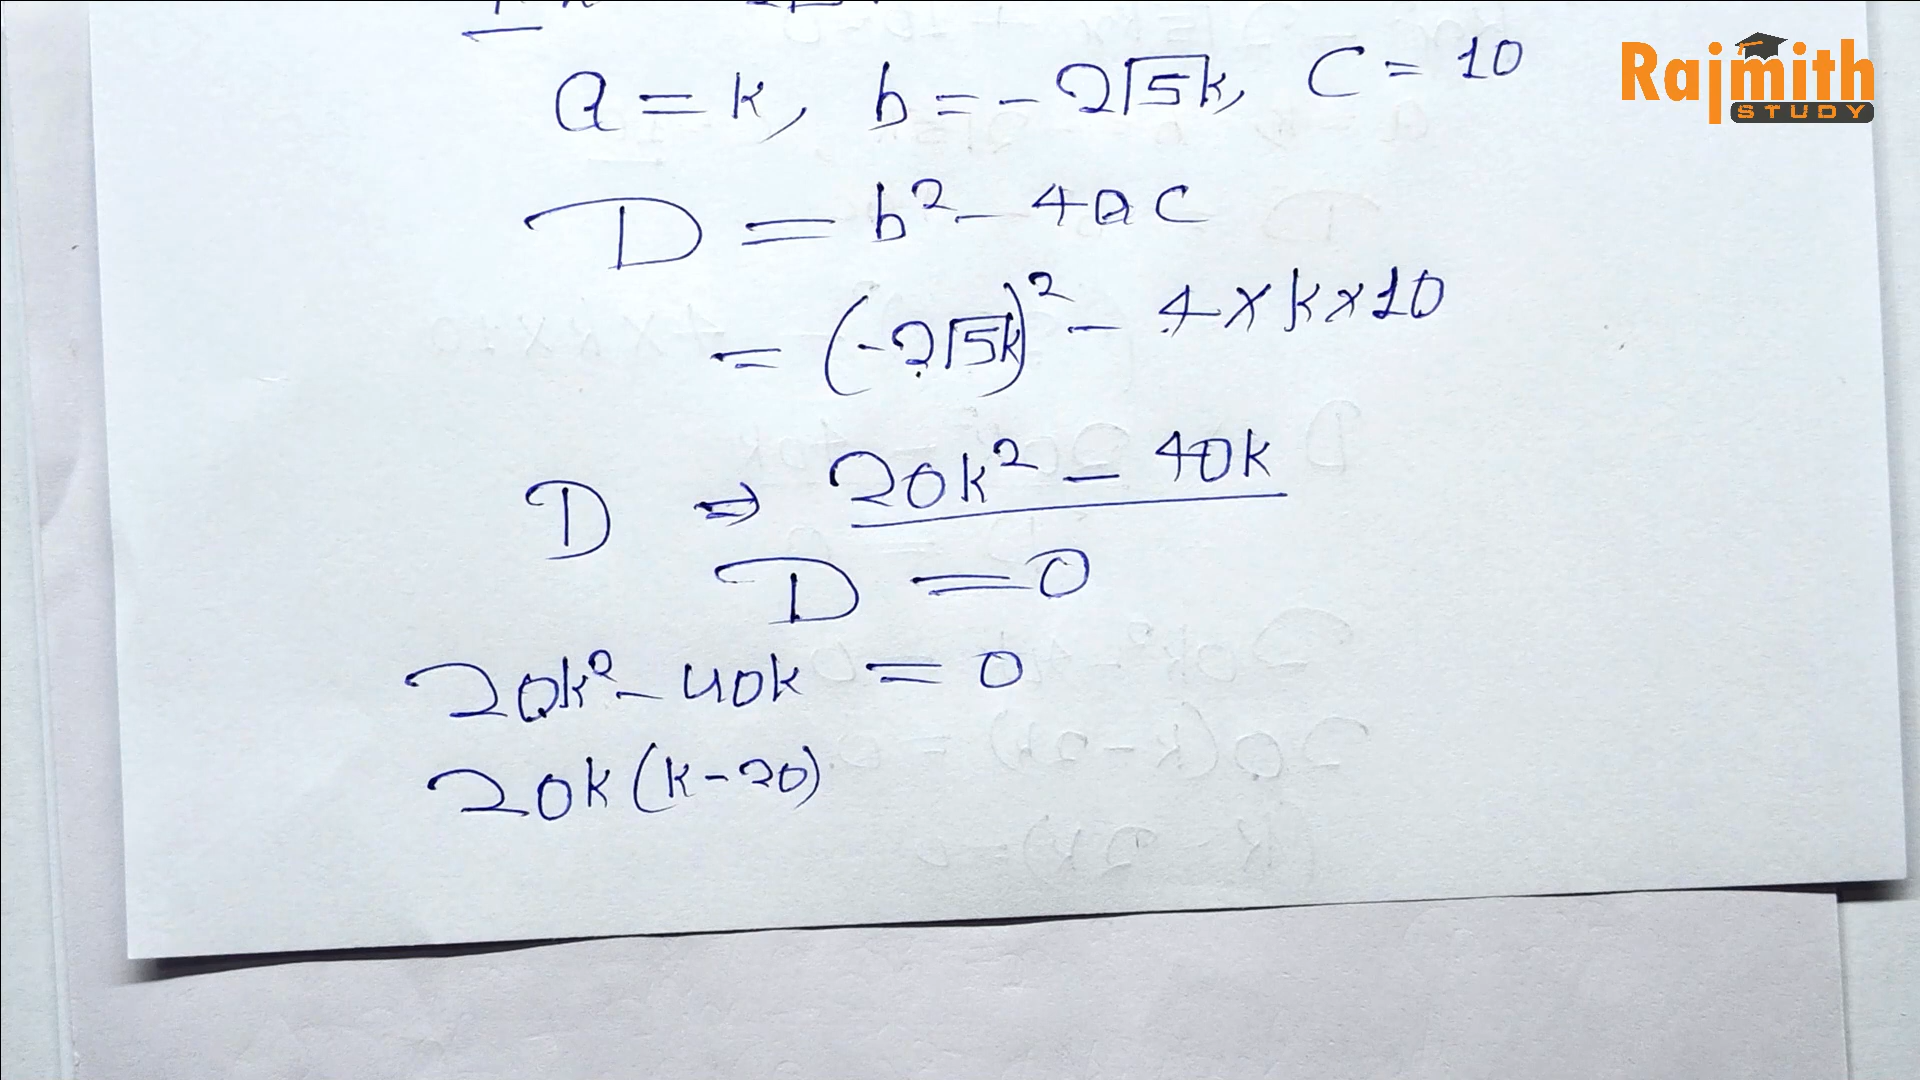 a = k, b = -2√5k, C = 10
Rajmith
STUDY
D = b² - 4ac
= (-2√5k)² - 4 × k × 10
D ⇒ 20k² - 40k
D = 0
20k² - 40k = 0
20k (k - 20)